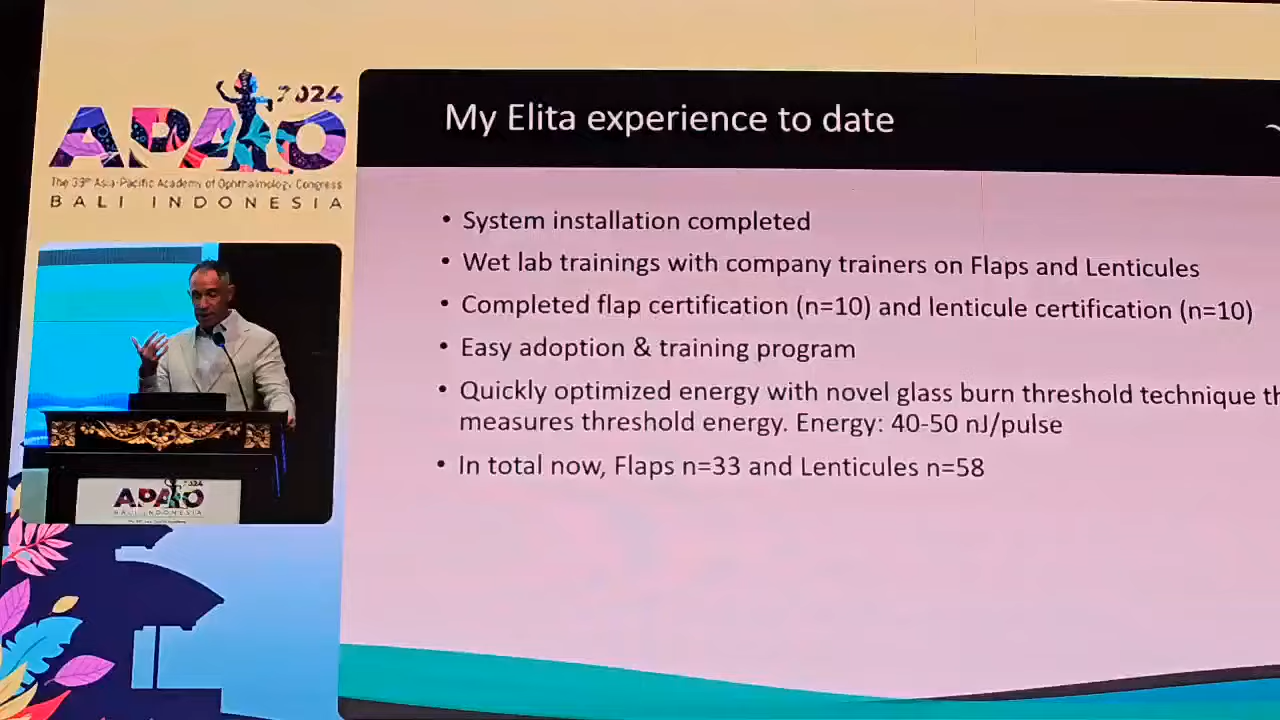 2024
APAO
The 39th Asia-Pacific Academy of Ophthalmology Congress
BALI INDONESIA
My Elita experience to date
• System installation completed
• Wet lab trainings with company trainers on Flaps and Lenticules
• Completed flap certification (n=10) and lenticule certification (n=10)
• Easy adoption & training program
• Quickly optimized energy with novel glass burn threshold technique
measures threshold energy. Energy: 40-50 nJ/pulse
• In total now, Flaps n=33 and Lenticules n=58
2024
APAO
BALI INDONESIA